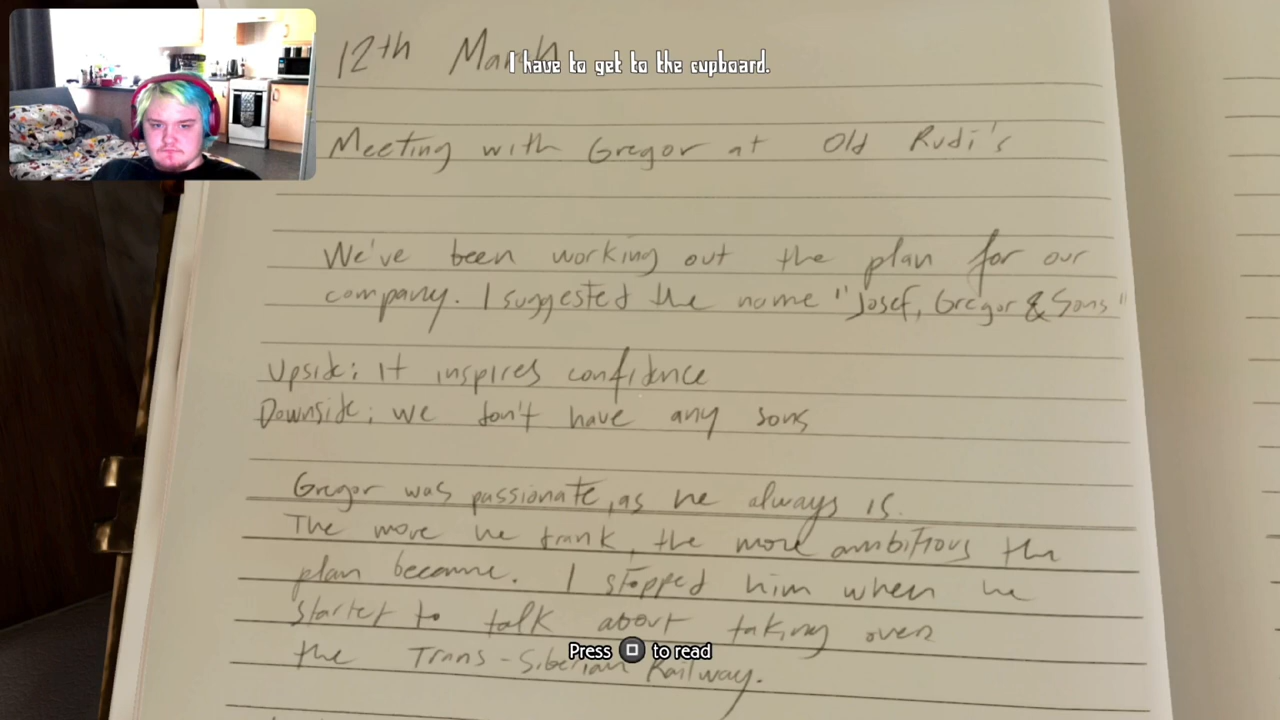 I have to get to the cupboard.
12th March
Meeting with Gregor at Old Rudi's
We've been working out the plan for our
company. I suggested the name "Josef, Gregor & Sons"
Upside: It inspires confidence
Downside: we don't have any sons
Gregor was passionate, as he always is.
The more he drank, the more ambitious the
plan became. I stopped him when he
started to talk about taking over
the Trans-Siberian Railway.
Press to read